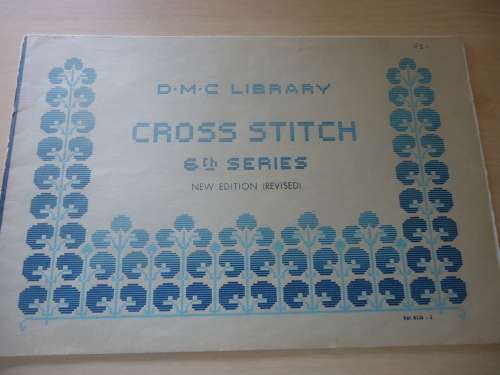 D·M·C LIBRARY
CROSS STITCH
6th SERIES
NEW EDITION (REVISED)